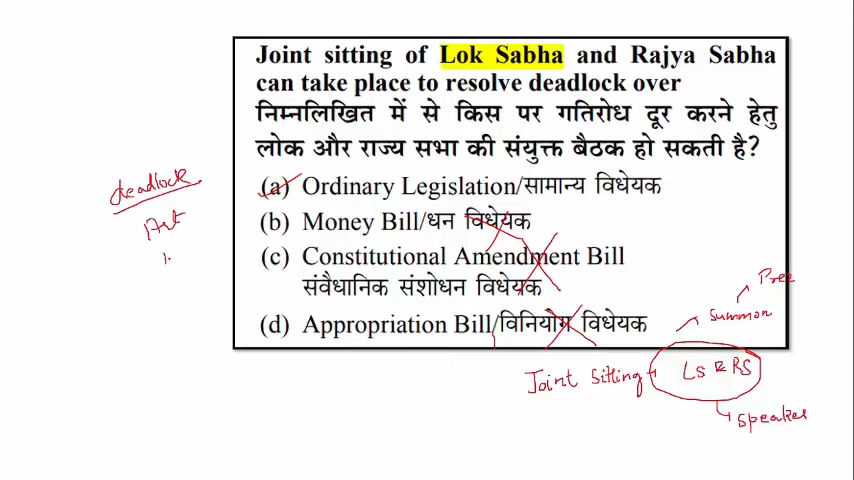 Joint sitting of Lok Sabha and Rajya Sabha
can take place to resolve deadlock over
निम्नलिखित में से किस पर गतिरोध दूर करने हेतु
लोक और राज्य सभा की संयुक्त बैठक हो सकती है?
(a) Ordinary Legislation/सामान्य विधेयक
(b) Money Bill/धन विधेयक
(c) Constitutional Amendment Bill
संवैधानिक संशोधन विधेयक
(d) Appropriation Bill/विनियोग विधेयक
deadlock
Art
Pree
Summon
Joint Sitting LS & RS
Speaker